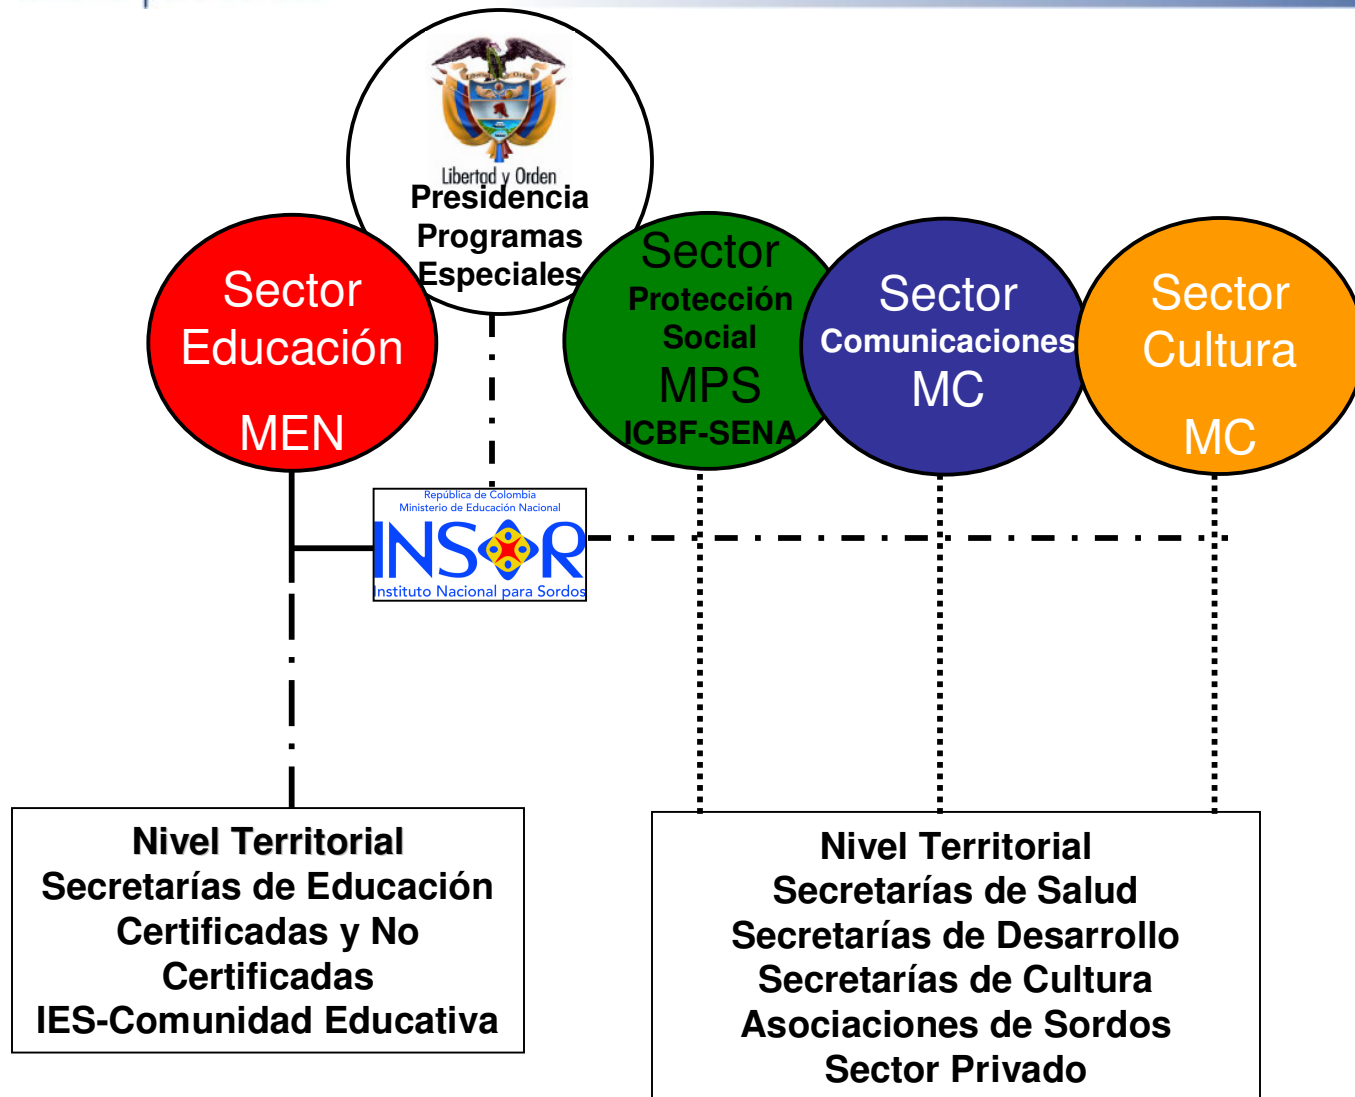 Libertad y Orden
Presidencia
Programas
Especiales
Sector
Educación
MEN
Sector
Protección
Social
MPS
ICBF-SENA
Sector
Comunicaciones
MC
Sector
Cultura
MC
República de Colombia
Ministerio de Educación Nacional
INSOR
Instituto Nacional para Sordos
Nivel Territorial
Secretarías de Educación
Certificadas y No
Certificadas
IES-Comunidad Educativa
Nivel Territorial
Secretarías de Salud
Secretarías de Desarrollo
Secretarías de Cultura
Asociaciones de Sordos
Sector Privado